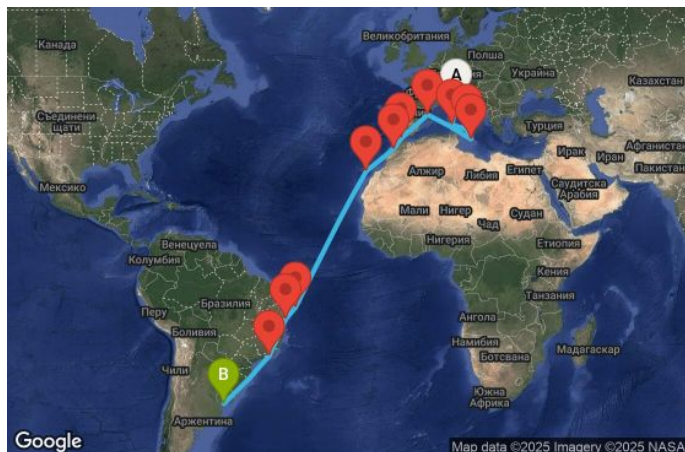 Канада
Великобритания
Полша
Украйна
Казахстан
A
Съединени
щати
Турция
Афганистан
Ирак
Иран
Пакистан
Мексико
Алжир
Либия
Египет
Саудитска
Арабия
Мали
Нигер
Чад
Судан
Венецуела
Колумбия
Нигерия
Етиопия
Кения
Перу
Бразилия
Танзания
Боливия
Ангола
Намибия
Ботсвана
Мадагаскар
Чили
B
Южна
Африка
Аржентина
Google
Map data ©2025 Imagery ©2025 NASA